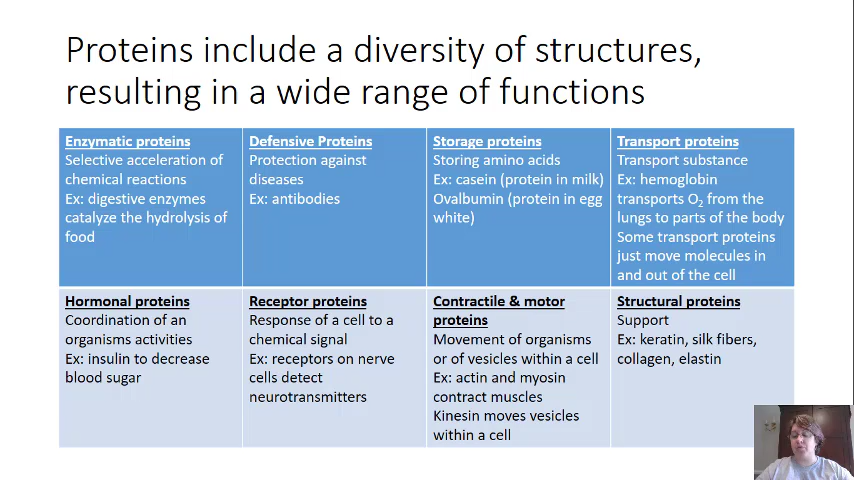 Proteins include a diversity of structures,
resulting in a wide range of functions
Enzymatic proteins
Selective acceleration of
chemical reactions
Ex: digestive enzymes
catalyze the hydrolysis of
food
Defensive Proteins
Protection against
diseases
Ex: antibodies
Storage proteins
Storing amino acids
Ex: casein (protein in milk)
Ovalbumin (protein in egg
white)
Transport proteins
Transport substance
Ex: hemoglobin
transports O₂ from the
lungs to parts of the body
Some transport proteins
just move molecules in
and out of the cell
Hormonal proteins
Coordination of an
organisms activities
Ex: insulin to decrease
blood sugar
Receptor proteins
Response of a cell to a
chemical signal
Ex: receptors on nerve
cells detect
neurotransmitters
Contractile & motor
proteins
Movement of organisms
or of vesicles within a cell
Ex: actin and myosin
contract muscles
Kinesin moves vesicles
within a cell
Structural proteins
Support
Ex: keratin, silk fibers,
collagen, elastin